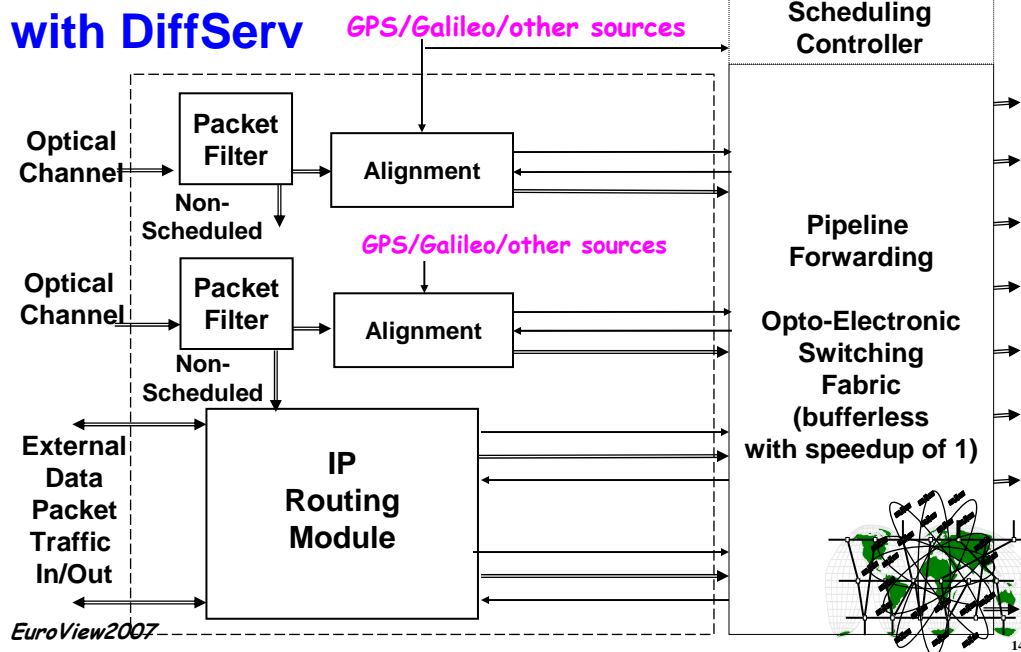 with DiffServ
GPS/Galileo/other sources
Scheduling
Controller
Optical
Channel
Packet
Filter
Alignment
Non-
Scheduled
GPS/Galileo/other sources
Optical
Channel
Packet
Filter
Alignment
Non-
Scheduled
Pipeline
Forwarding
Opto-Electronic
Switching
Fabric
(bufferless
with speedup of 1)
External
Data
Packet
Traffic
In/Out
IP
Routing
Module
EuroView2007
14